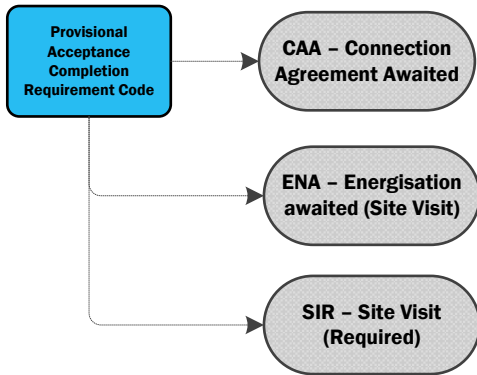 Provisional
Acceptance
Completion
Requirement Code
CAA – Connection
Agreement Awaited
ENA – Energisation
awaited (Site Visit)
SIR – Site Visit
(Required)